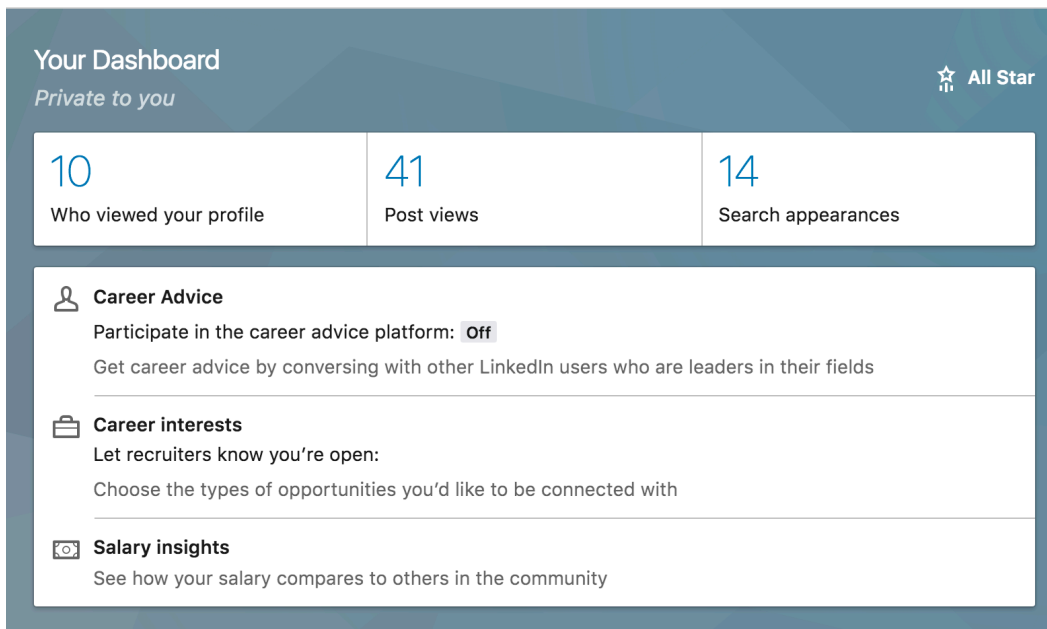 Your Dashboard
Private to you
All Star
10
Who viewed your profile
41
Post views
14
Search appearances
Career Advice
Participate in the career advice platform: Off
Get career advice by conversing with other LinkedIn users who are leaders in their fields
Career interests
Let recruiters know you’re open:
Choose the types of opportunities you’d like to be connected with
Salary insights
See how your salary compares to others in the community